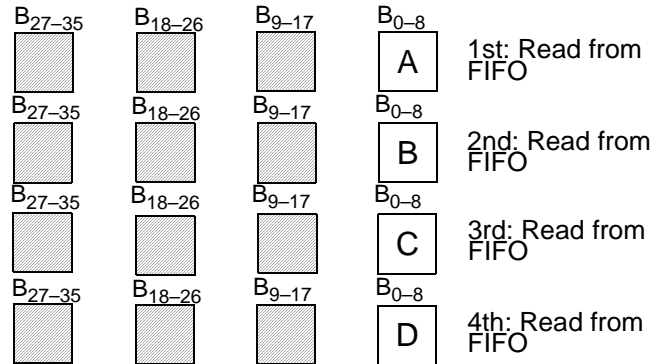 B27–35 B18–26 B9–17 B0–8
A 1st: Read from
FIFO
B27–35 B18–26 B9–17 B0–8
B 2nd: Read from
FIFO
B27–35 B18–26 B9–17 B0–8
C 3rd: Read from
FIFO
B27–35 B18–26 B9–17 B0–8
D 4th: Read from
FIFO